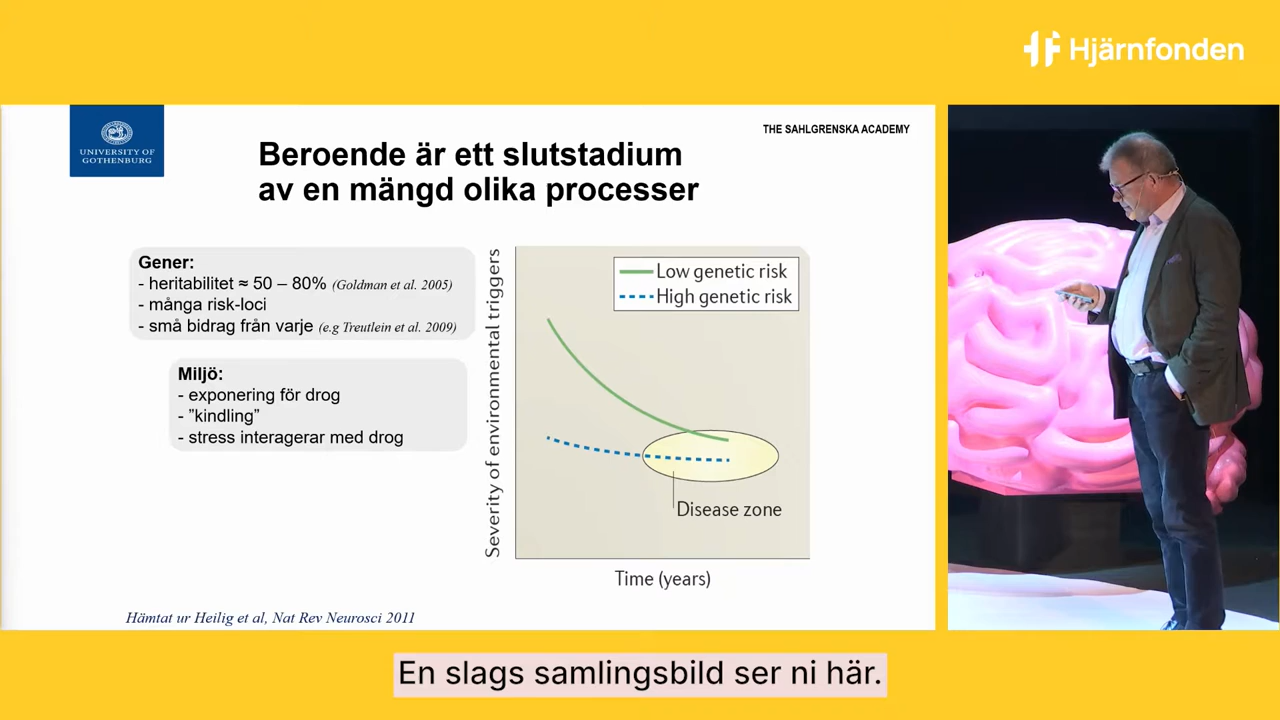 Hjärnfonden
UNIVERSITY OF
GOTHENBURG
THE SAHLGRENSKA ACADEMY
Beroende är ett slutstadium
av en mängd olika processer
Gener:
- heritabilitet ≈ 50 – 80% (Goldman et al. 2005)
- många risk-loci
- små bidrag från varje (e.g Treutlein et al. 2009)
Miljö:
- exponering för drog
- ”kindling”
- stress interagerar med drog
Severity of environmental triggers
Low genetic risk
High genetic risk
Disease zone
Time (years)
Hämtat ur Heilig et al, Nat Rev Neurosci 2011
En slags samlingsbild ser ni här.